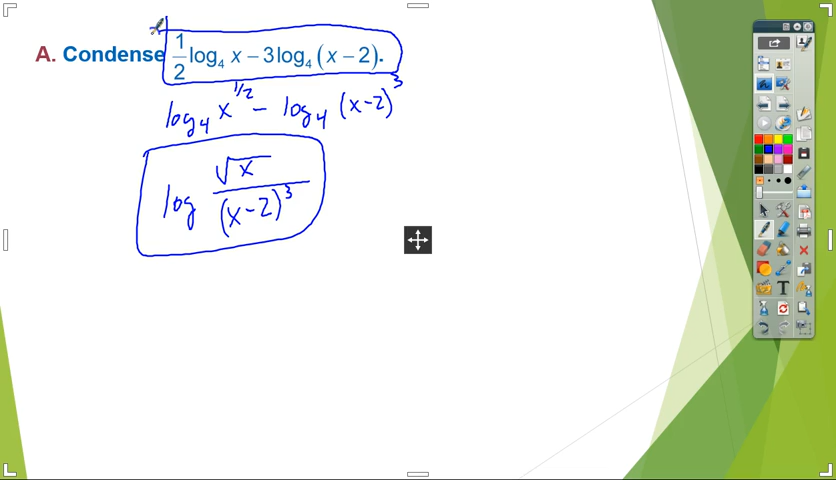 A. Condense 1/2 log₄ x − 3log₄ (x − 2).
log₄ x^1/2 − log₄ (x-2)^3
log √x / (x-2)^3
T